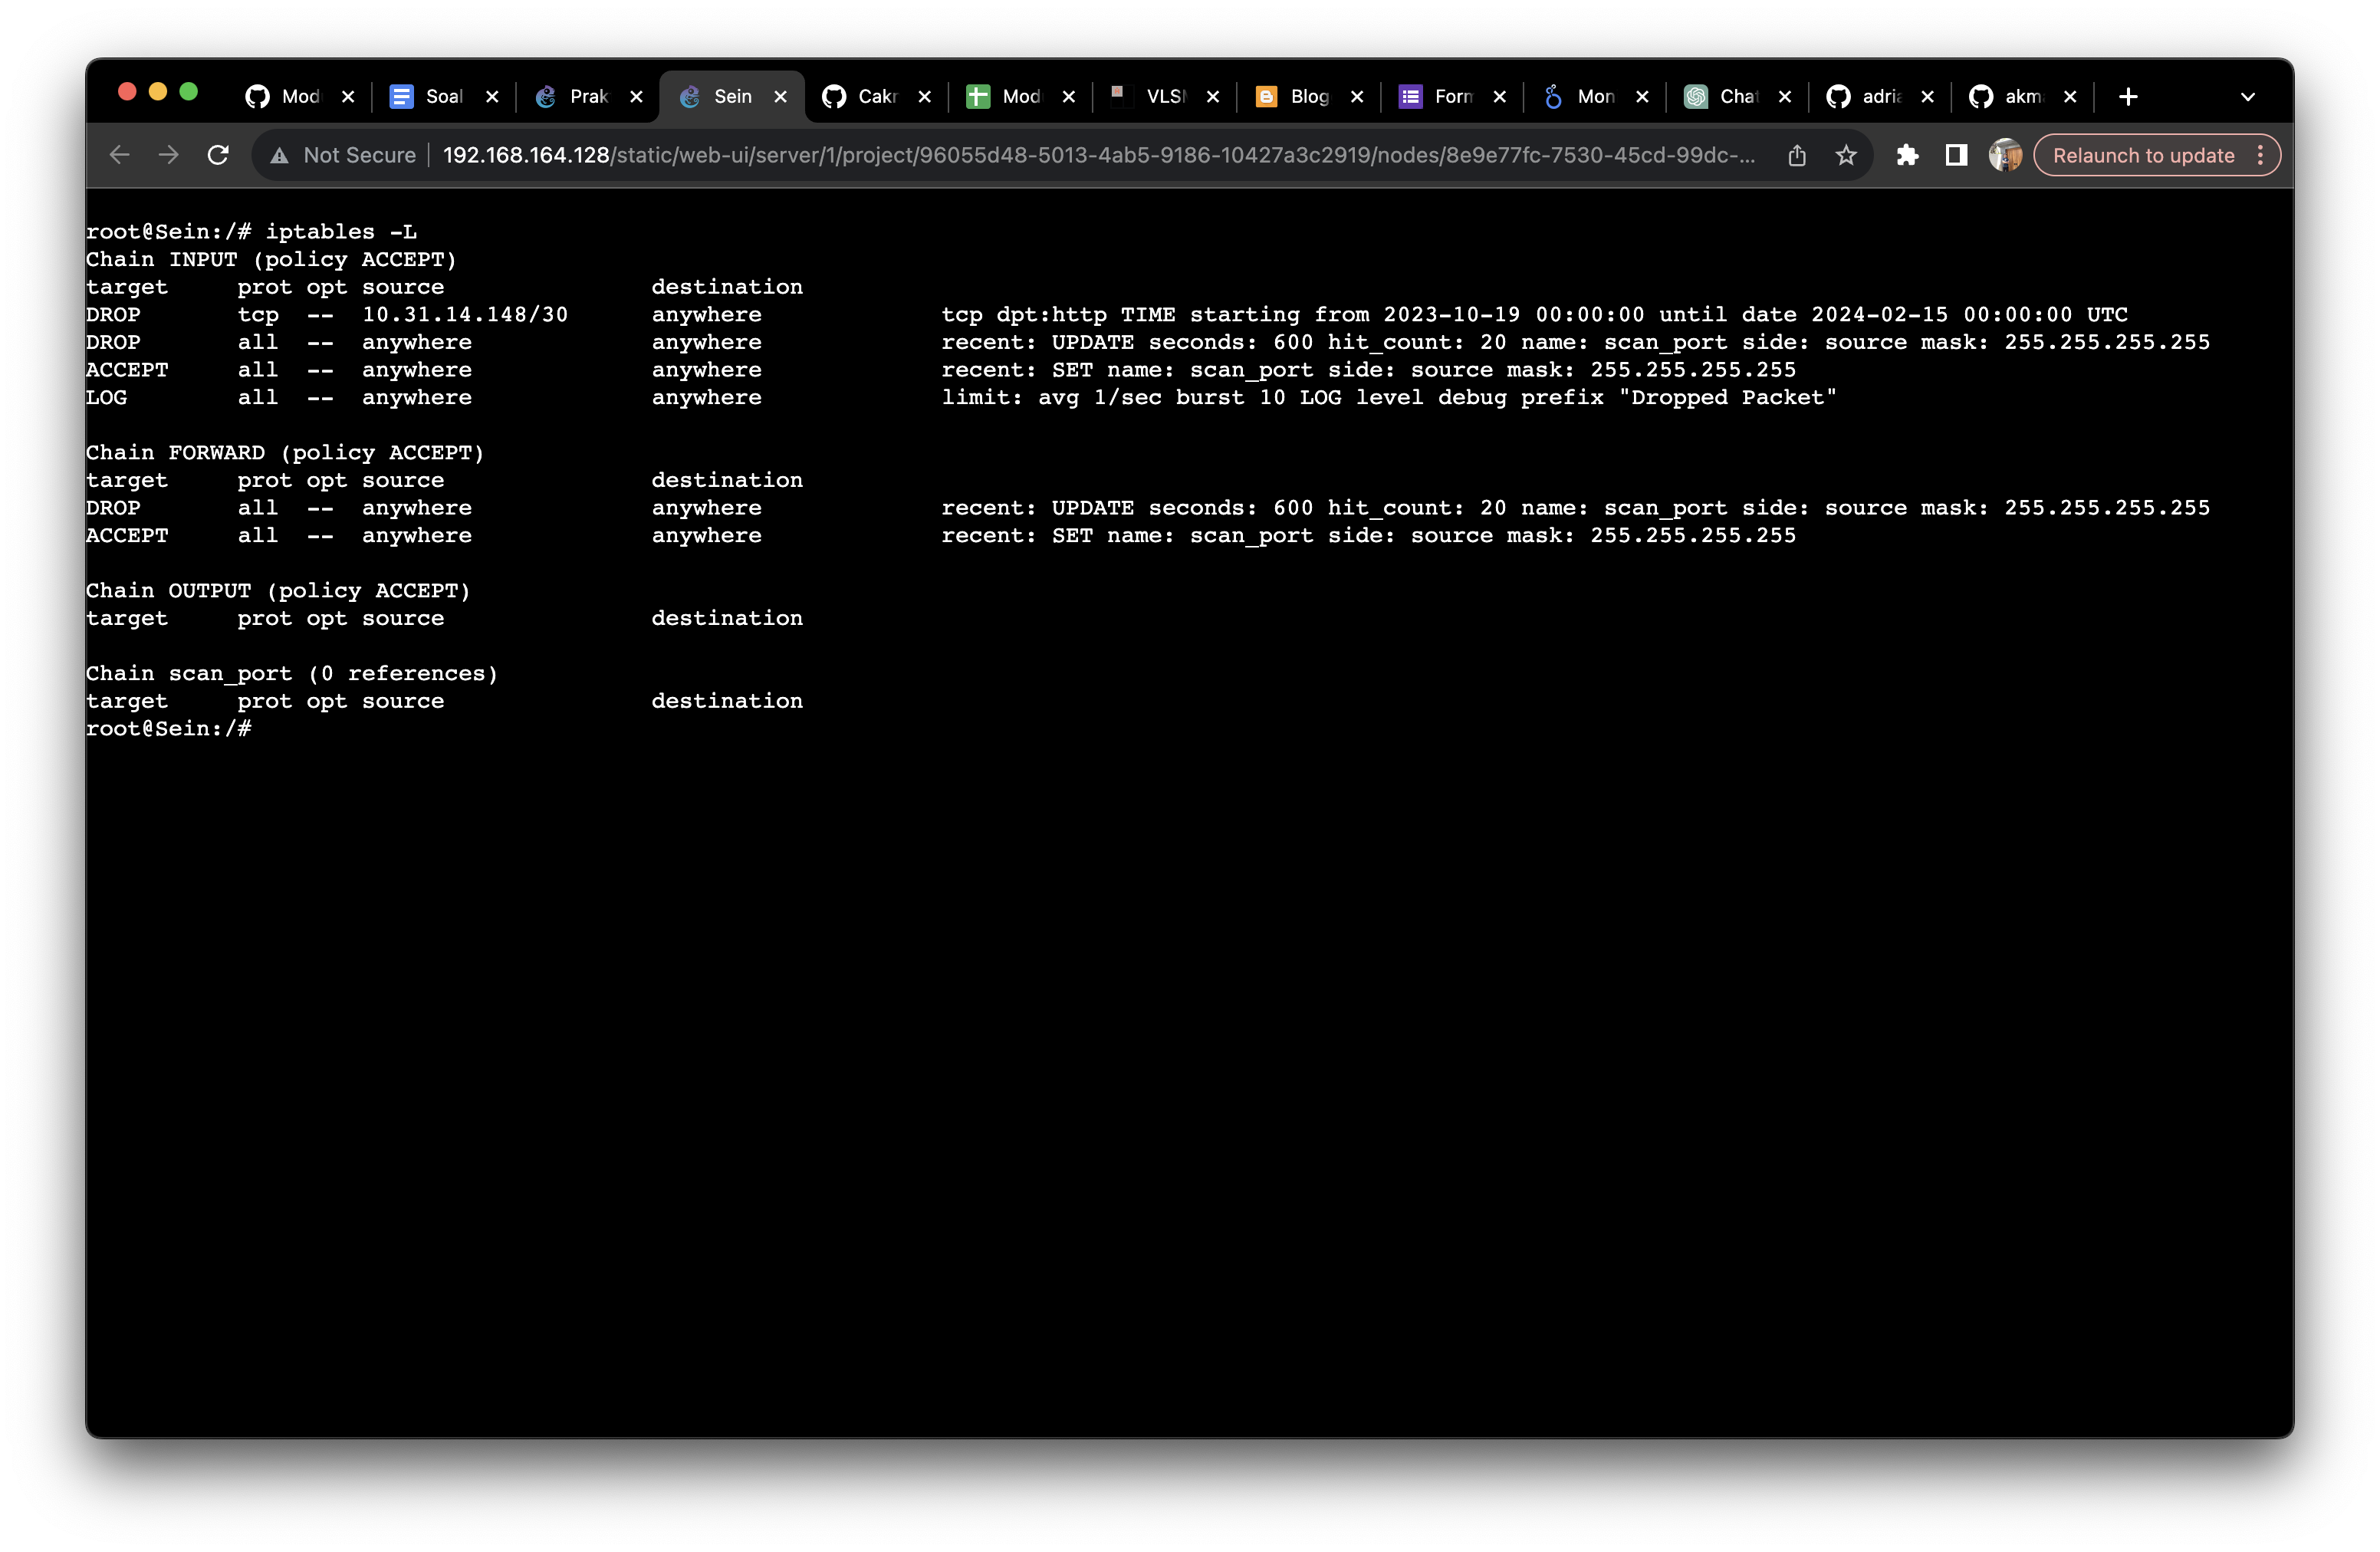 Mod Soal Prak Sein Cakr Mod VLSM Blog Form Mon Chat adria akm
Not Secure 192.168.164.128/static/web-ui/server/1/project/96055d48-5013-4ab5-9186-10427a3c2919/nodes/8e9e77fc-7530-45cd-99dc-... Relaunch to update
root@Sein:/# iptables -L
Chain INPUT (policy ACCEPT)
target     prot opt source               destination
DROP       tcp  --  10.31.14.148/30      anywhere             tcp dpt:http TIME starting from 2023-10-19 00:00:00 until date 2024-02-15 00:00:00 UTC
DROP       all  --  anywhere             anywhere             recent: UPDATE seconds: 600 hit_count: 20 name: scan_port side: source mask: 255.255.255.255
ACCEPT     all  --  anywhere             anywhere             recent: SET name: scan_port side: source mask: 255.255.255.255
LOG        all  --  anywhere             anywhere             limit: avg 1/sec burst 10 LOG level debug prefix "Dropped Packet"
Chain FORWARD (policy ACCEPT)
target     prot opt source               destination
DROP       all  --  anywhere             anywhere             recent: UPDATE seconds: 600 hit_count: 20 name: scan_port side: source mask: 255.255.255.255
ACCEPT     all  --  anywhere             anywhere             recent: SET name: scan_port side: source mask: 255.255.255.255
Chain OUTPUT (policy ACCEPT)
target     prot opt source               destination
Chain scan_port (0 references)
target     prot opt source               destination
root@Sein:/#